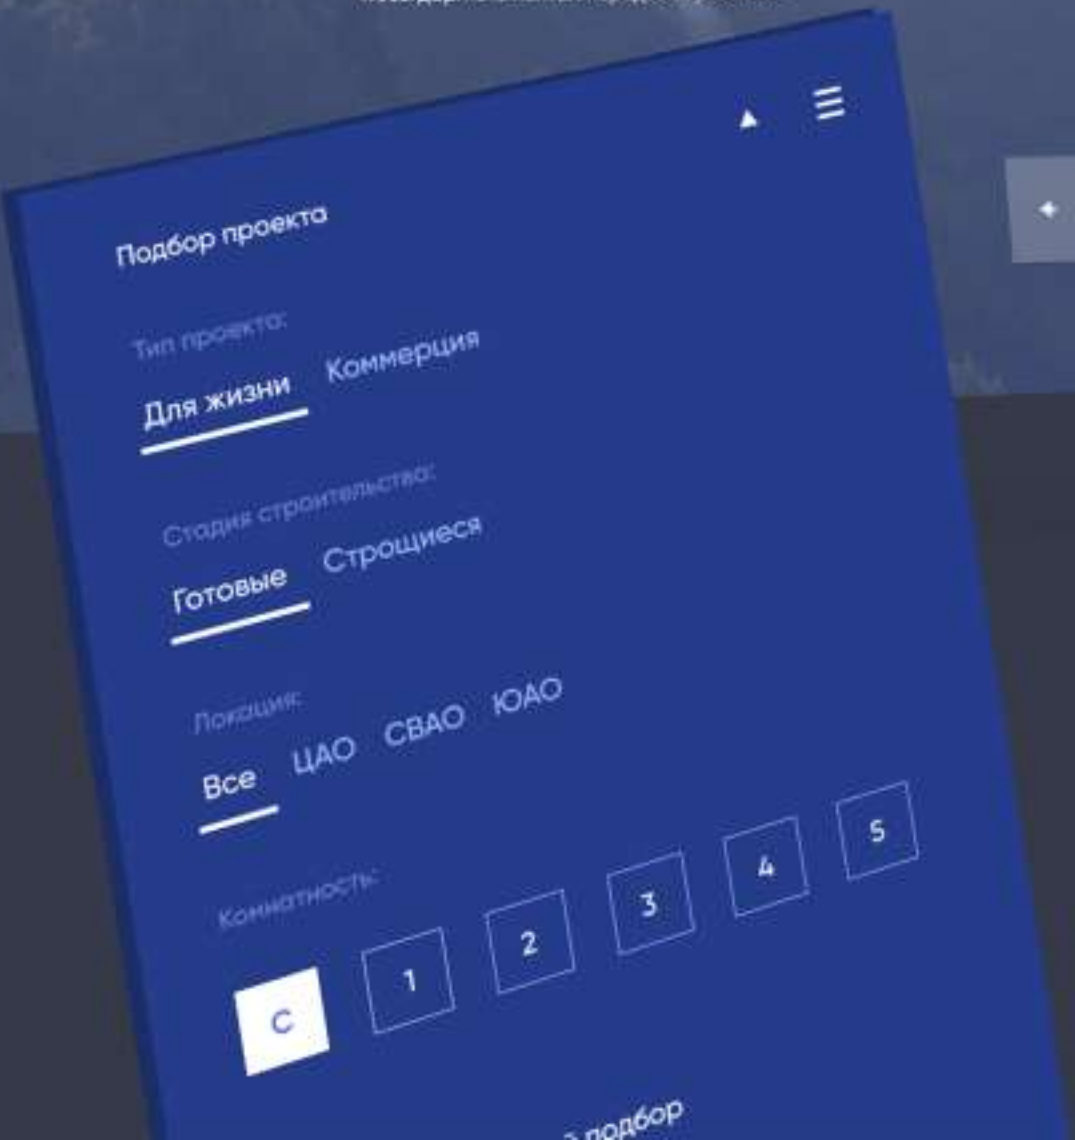 Подбор проекта
Тип проекта:
Для жизни Коммерция
Стадия строительства:
Готовые Строщиеся
Локация:
Все ЦАО СВАО ЮАО
Комнатность:
С 1 2 3 4 5
подбор